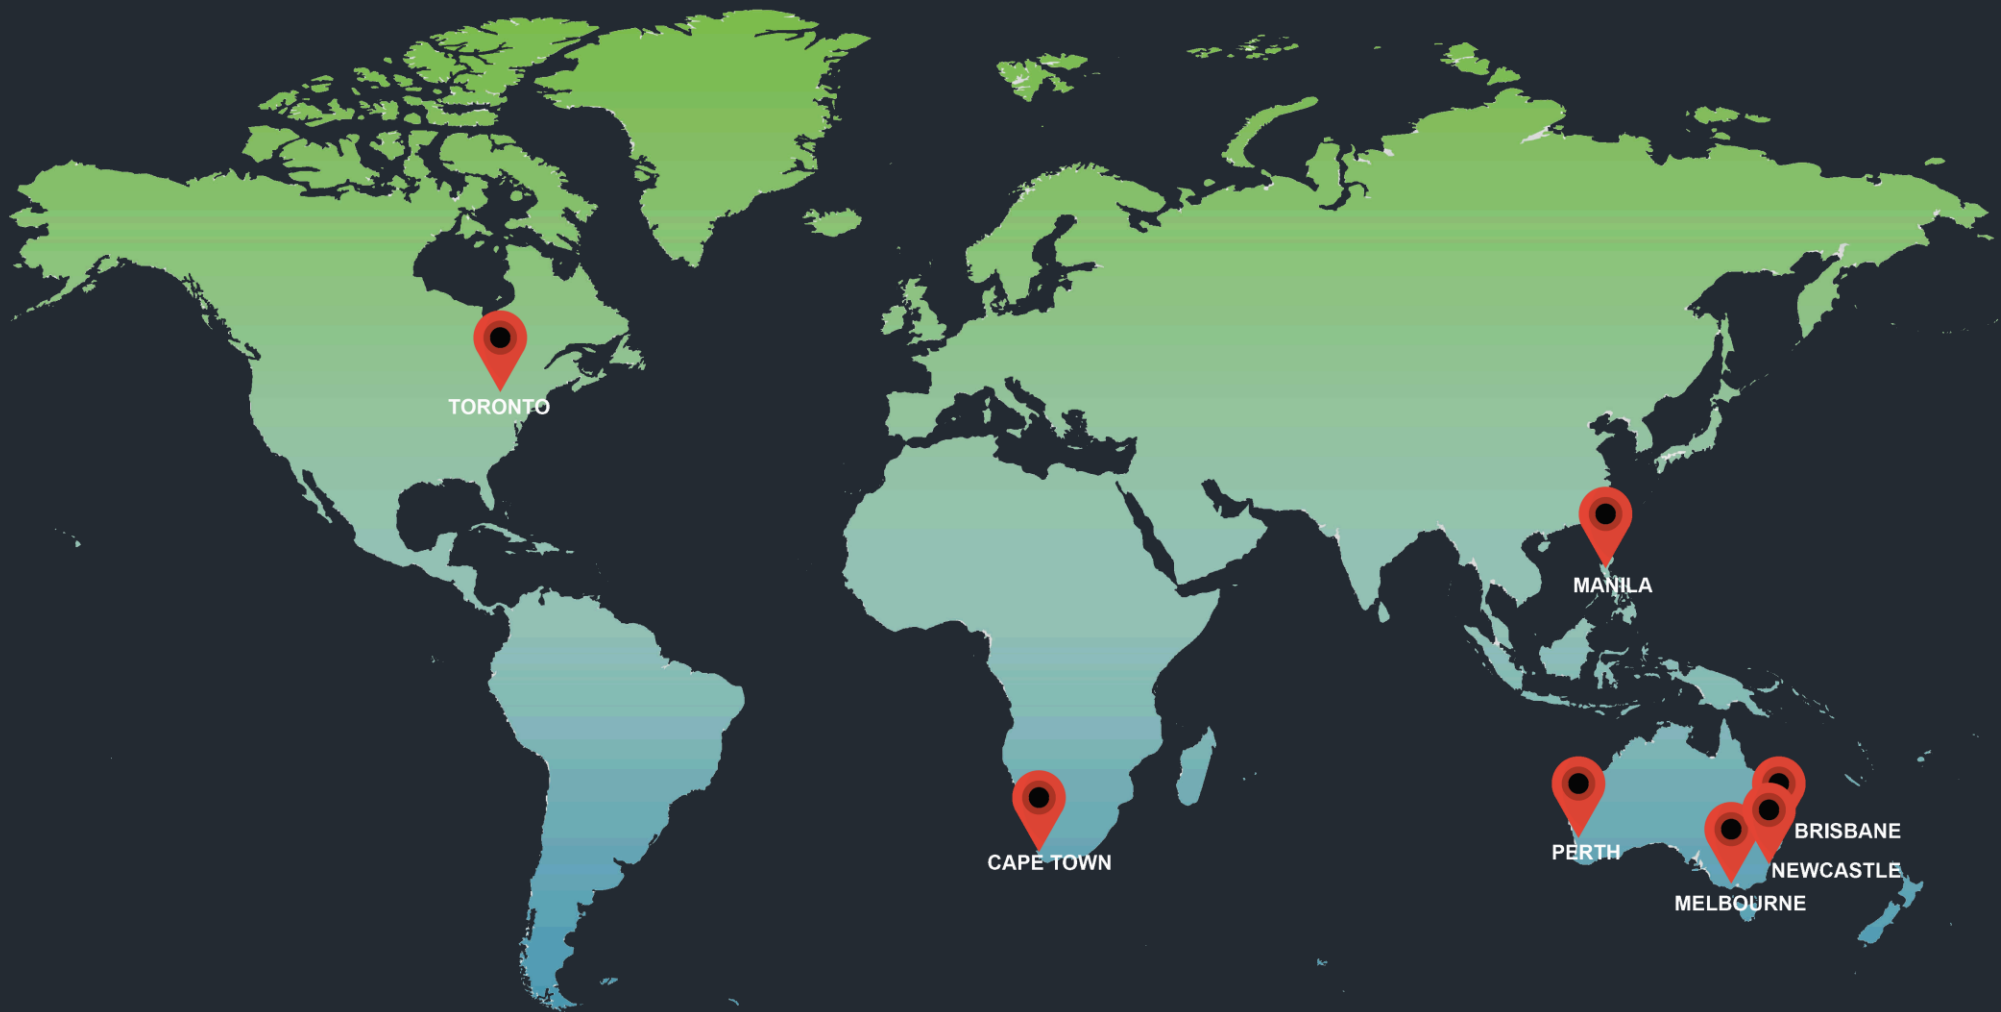 TORONTO
MANILA
BRISBANE
PERTH
CAPE TOWN
NEWCASTLE
MELBOURNE